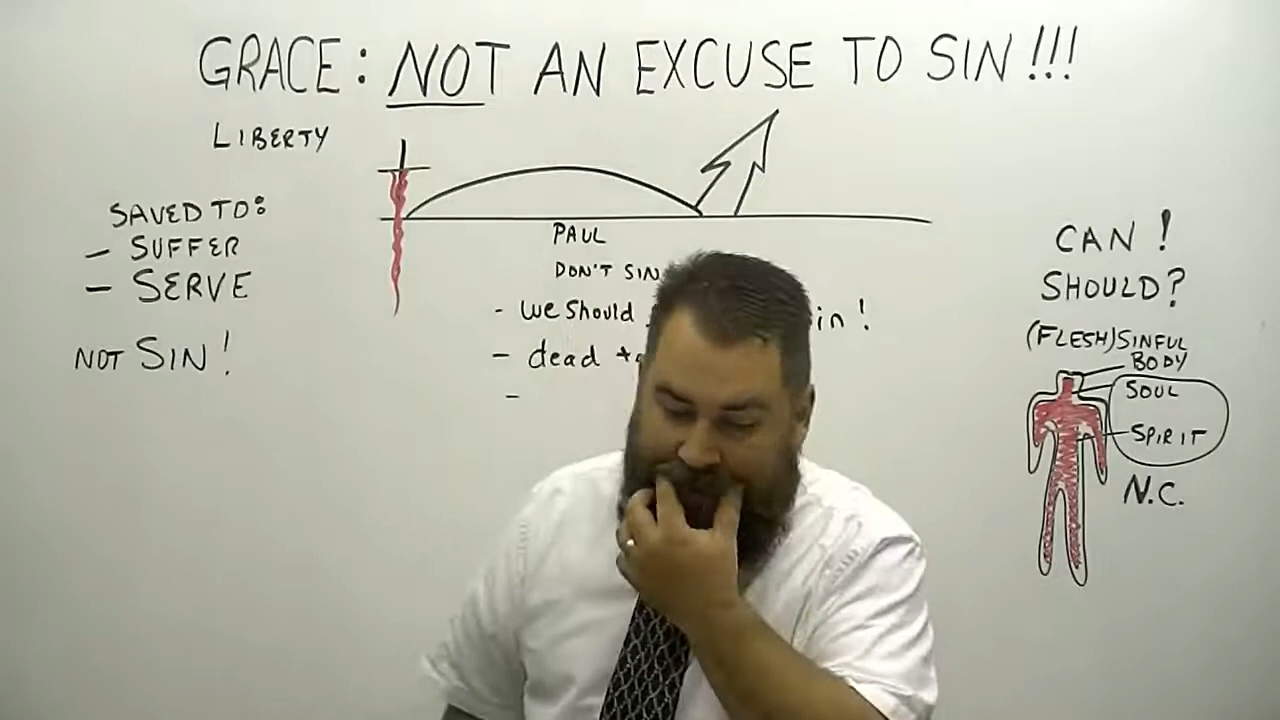 GRACE: NOT AN EXCUSE TO SIN!!!
LIBERTY
SAVED TO:
- SUFFER
- SERVE
NOT SIN!
PAUL
DON'T SIN
- we should in!
- dead
-
CAN!
SHOULD?
(FLESH) SINFUL
BODY
SOUL
SPIRIT
N.C.